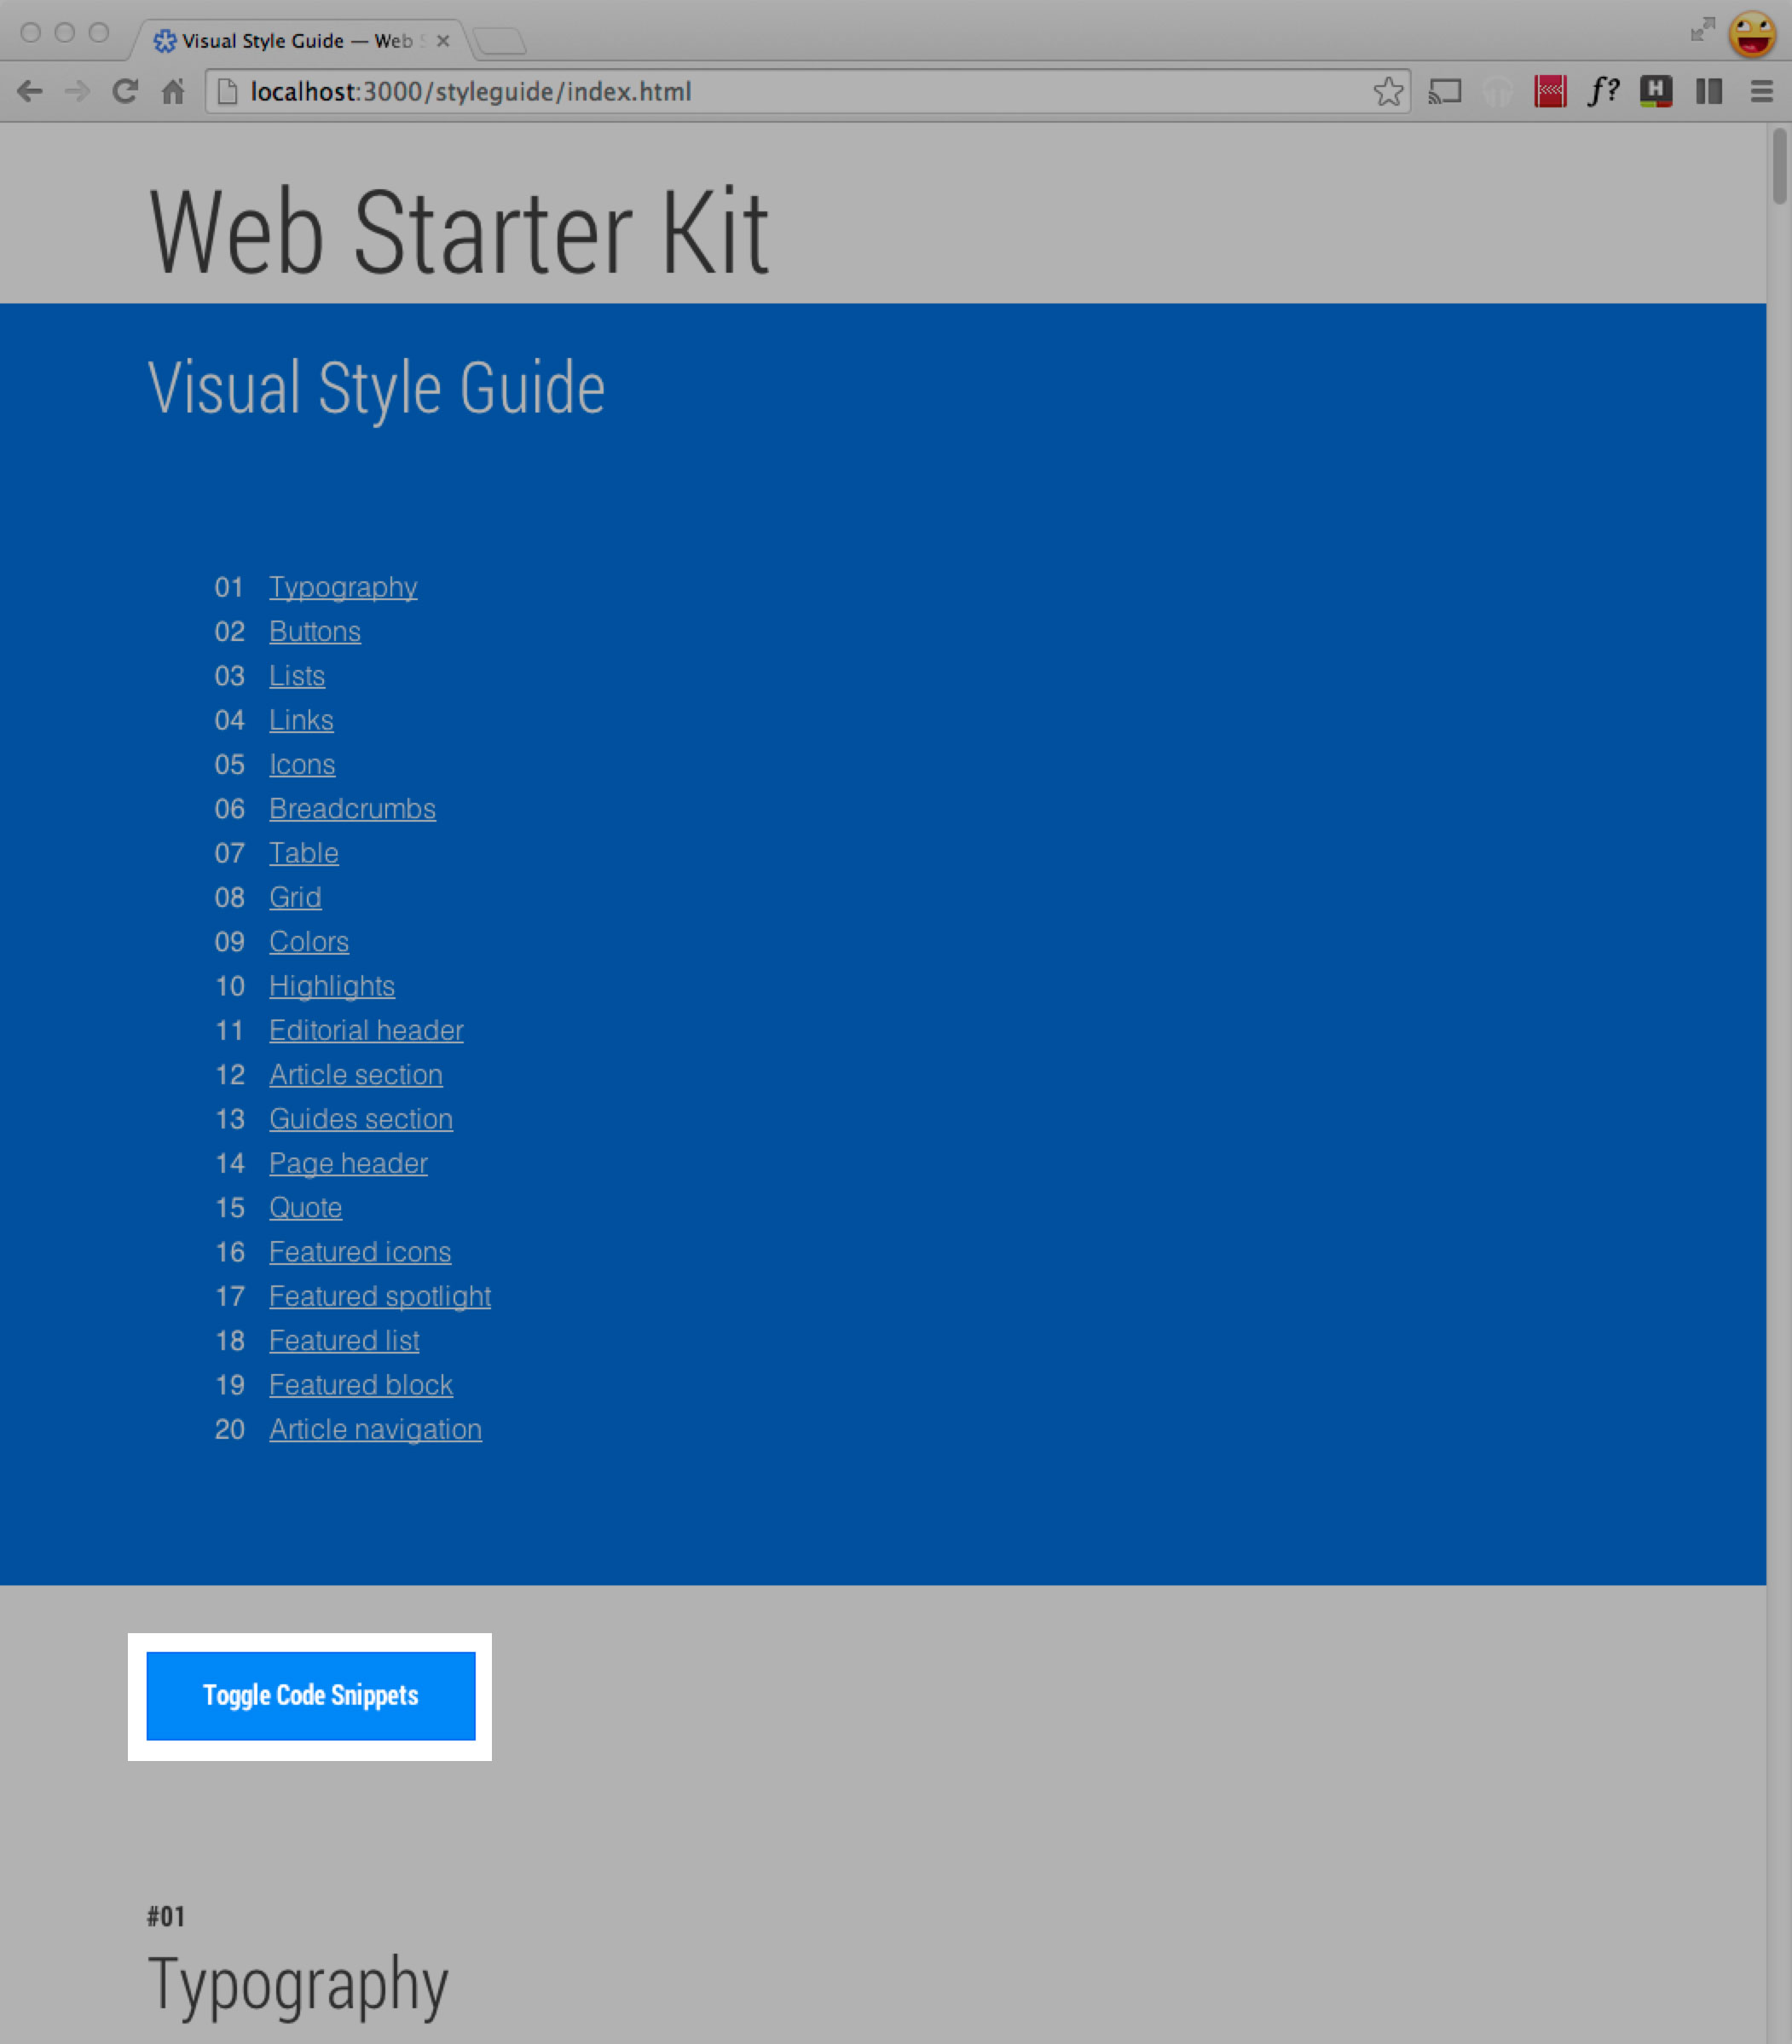 Visual Style Guide — Web
localhost:3000/styleguide/index.html
f?
H
Web Starter Kit
Visual Style Guide
01 Typography
02 Buttons
03 Lists
04 Links
05 Icons
06 Breadcrumbs
07 Table
08 Grid
09 Colors
10 Highlights
11 Editorial header
12 Article section
13 Guides section
14 Page header
15 Quote
16 Featured icons
17 Featured spotlight
18 Featured list
19 Featured block
20 Article navigation
Toggle Code Snippets
#01
Typography